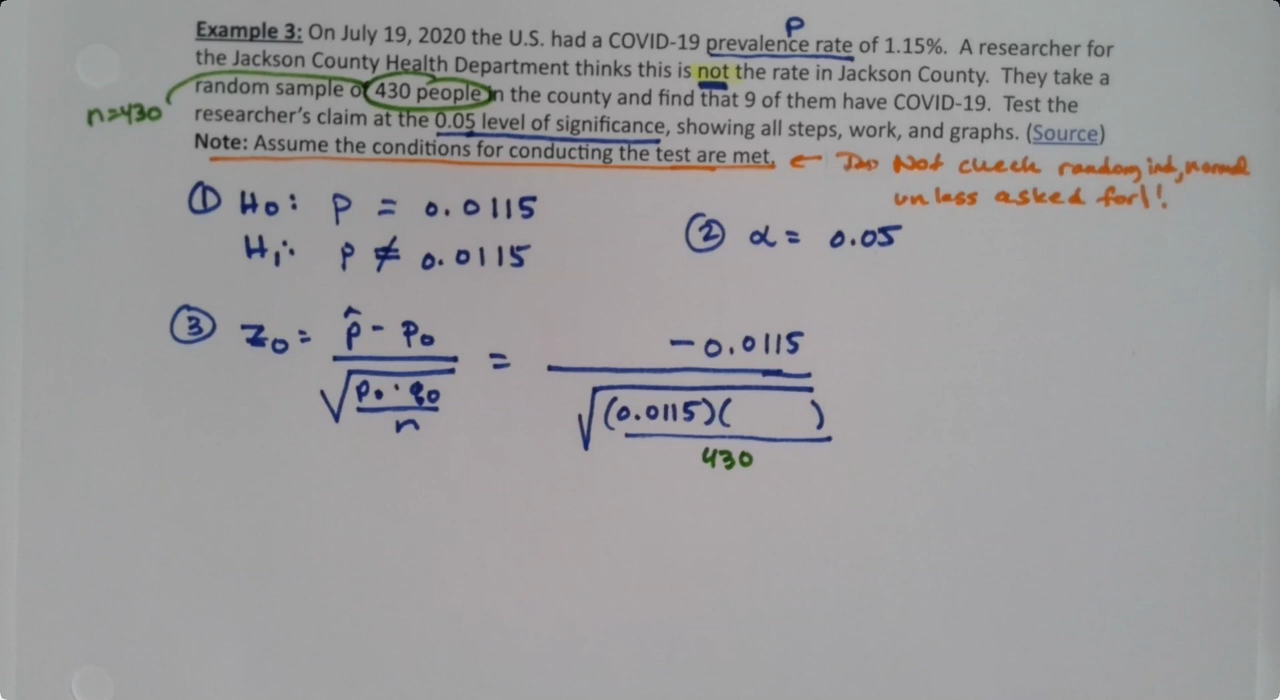 P
Example 3: On July 19, 2020 the U.S. had a COVID-19 prevalence rate of 1.15%. A researcher for
the Jackson County Health Department thinks this is not the rate in Jackson County. They take a
random sample of 430 people in the county and find that 9 of them have COVID-19. Test the
n=430
researcher's claim at the 0.05 level of significance, showing all steps, work, and graphs. (Source)
Note: Assume the conditions for conducting the test are met. ← Do Not check random, ind, normal
unless asked for!!
① H₀: P = 0.0115
② α = 0.05
H₁: P ≠ 0.0115
③ Z₀ = p̂ - P₀ / √(P₀ · q₀ / n) = -0.0115 / √((0.0115)( ) / 430)